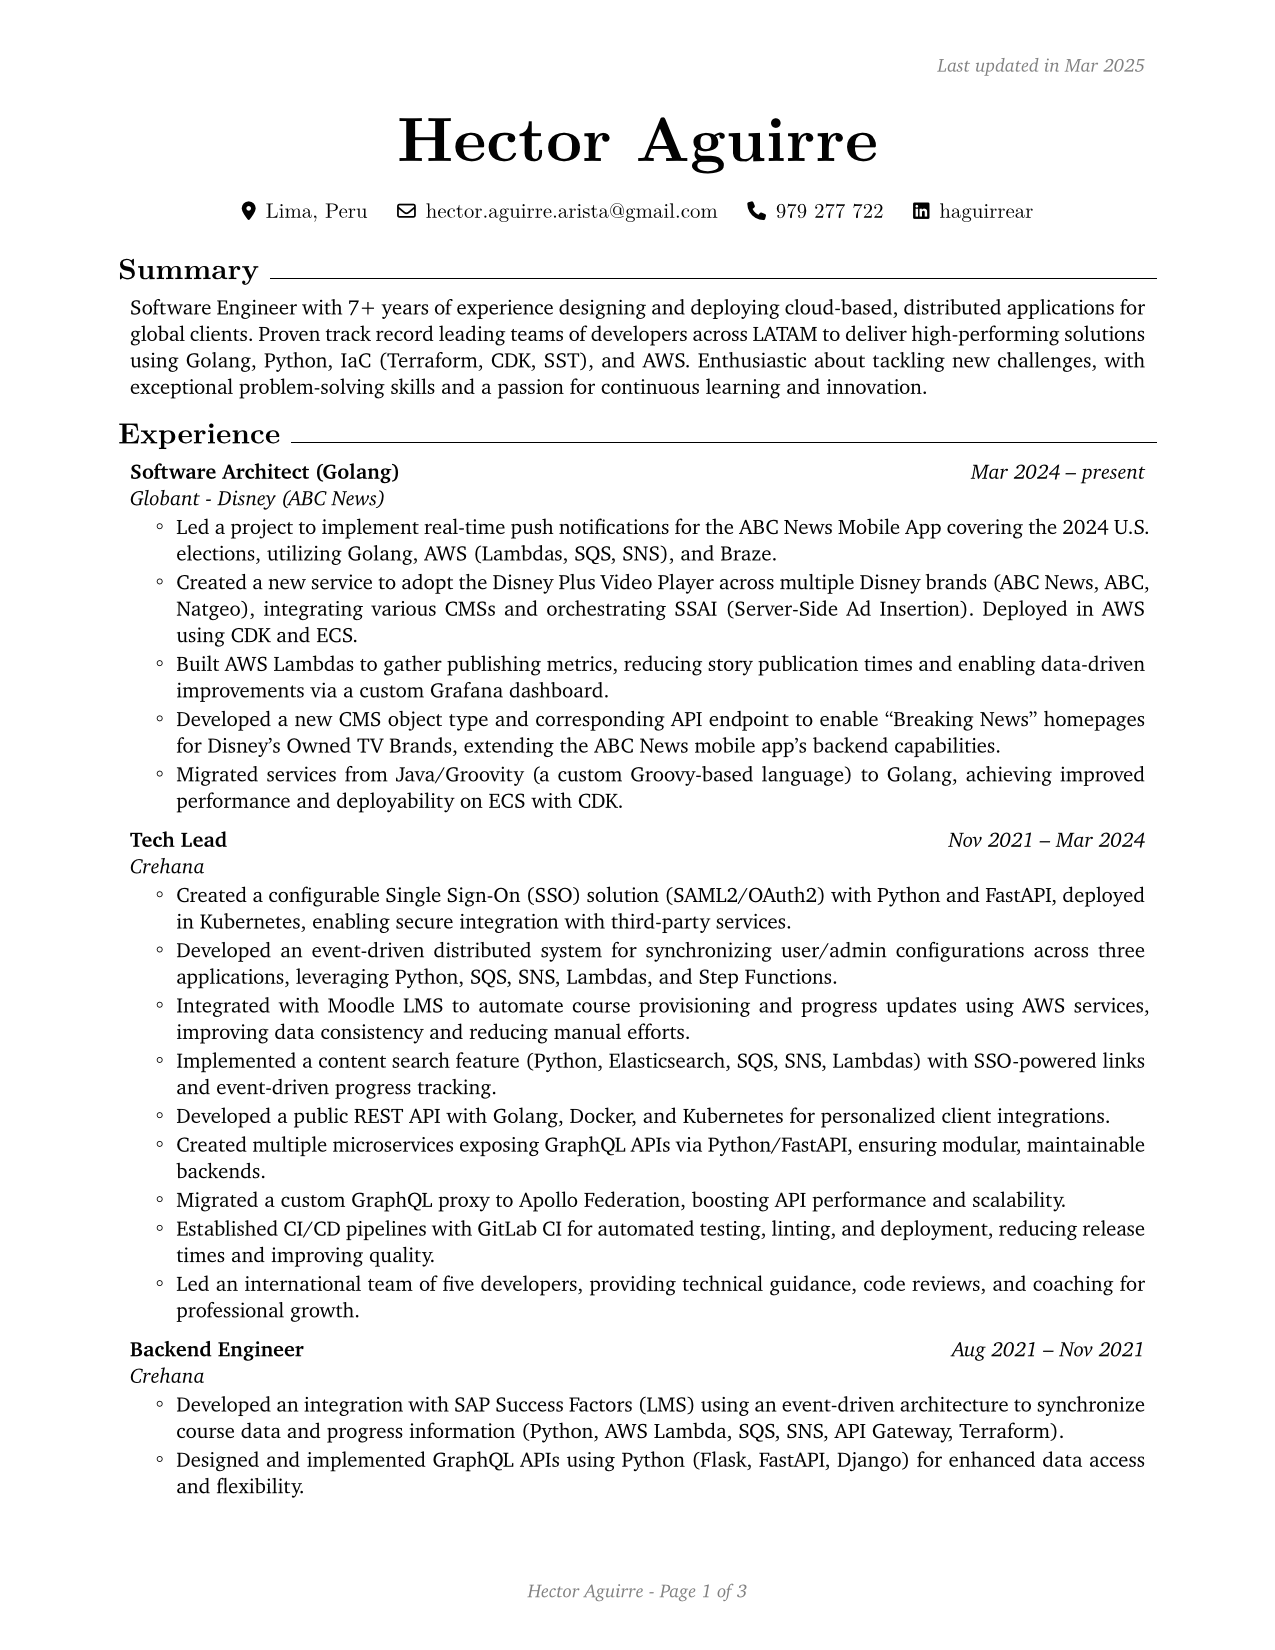 Last updated in Mar 2025
Hector Aguirre
Lima, Peru hector.aguirre.arista@gmail.com 979 277 722 haguirrear
Summary
Software Engineer with 7+ years of experience designing and deploying cloud-based, distributed applications for
global clients. Proven track record leading teams of developers across LATAM to deliver high-performing solutions
using Golang, Python, IaC (Terraform, CDK, SST), and AWS. Enthusiastic about tackling new challenges, with
exceptional problem-solving skills and a passion for continuous learning and innovation.
Experience
Software Architect (Golang) Mar 2024 – present
Globant - Disney (ABC News)
◦ Led a project to implement real-time push notifications for the ABC News Mobile App covering the 2024 U.S.
elections, utilizing Golang, AWS (Lambdas, SQS, SNS), and Braze.
◦ Created a new service to adopt the Disney Plus Video Player across multiple Disney brands (ABC News, ABC,
Natgeo), integrating various CMSs and orchestrating SSAI (Server-Side Ad Insertion). Deployed in AWS
using CDK and ECS.
◦ Built AWS Lambdas to gather publishing metrics, reducing story publication times and enabling data-driven
improvements via a custom Grafana dashboard.
◦ Developed a new CMS object type and corresponding API endpoint to enable “Breaking News” homepages
for Disney’s Owned TV Brands, extending the ABC News mobile app’s backend capabilities.
◦ Migrated services from Java/Groovity (a custom Groovy-based language) to Golang, achieving improved
performance and deployability on ECS with CDK.
Tech Lead Nov 2021 – Mar 2024
Crehana
◦ Created a configurable Single Sign-On (SSO) solution (SAML2/OAuth2) with Python and FastAPI, deployed
in Kubernetes, enabling secure integration with third-party services.
◦ Developed an event-driven distributed system for synchronizing user/admin configurations across three
applications, leveraging Python, SQS, SNS, Lambdas, and Step Functions.
◦ Integrated with Moodle LMS to automate course provisioning and progress updates using AWS services,
improving data consistency and reducing manual efforts.
◦ Implemented a content search feature (Python, Elasticsearch, SQS, SNS, Lambdas) with SSO-powered links
and event-driven progress tracking.
◦ Developed a public REST API with Golang, Docker, and Kubernetes for personalized client integrations.
◦ Created multiple microservices exposing GraphQL APIs via Python/FastAPI, ensuring modular, maintainable
backends.
◦ Migrated a custom GraphQL proxy to Apollo Federation, boosting API performance and scalability.
◦ Established CI/CD pipelines with GitLab CI for automated testing, linting, and deployment, reducing release
times and improving quality.
◦ Led an international team of five developers, providing technical guidance, code reviews, and coaching for
professional growth.
Backend Engineer Aug 2021 – Nov 2021
Crehana
◦ Developed an integration with SAP Success Factors (LMS) using an event-driven architecture to synchronize
course data and progress information (Python, AWS Lambda, SQS, SNS, API Gateway, Terraform).
◦ Designed and implemented GraphQL APIs using Python (Flask, FastAPI, Django) for enhanced data access
and flexibility.
Hector Aguirre - Page 1 of 3